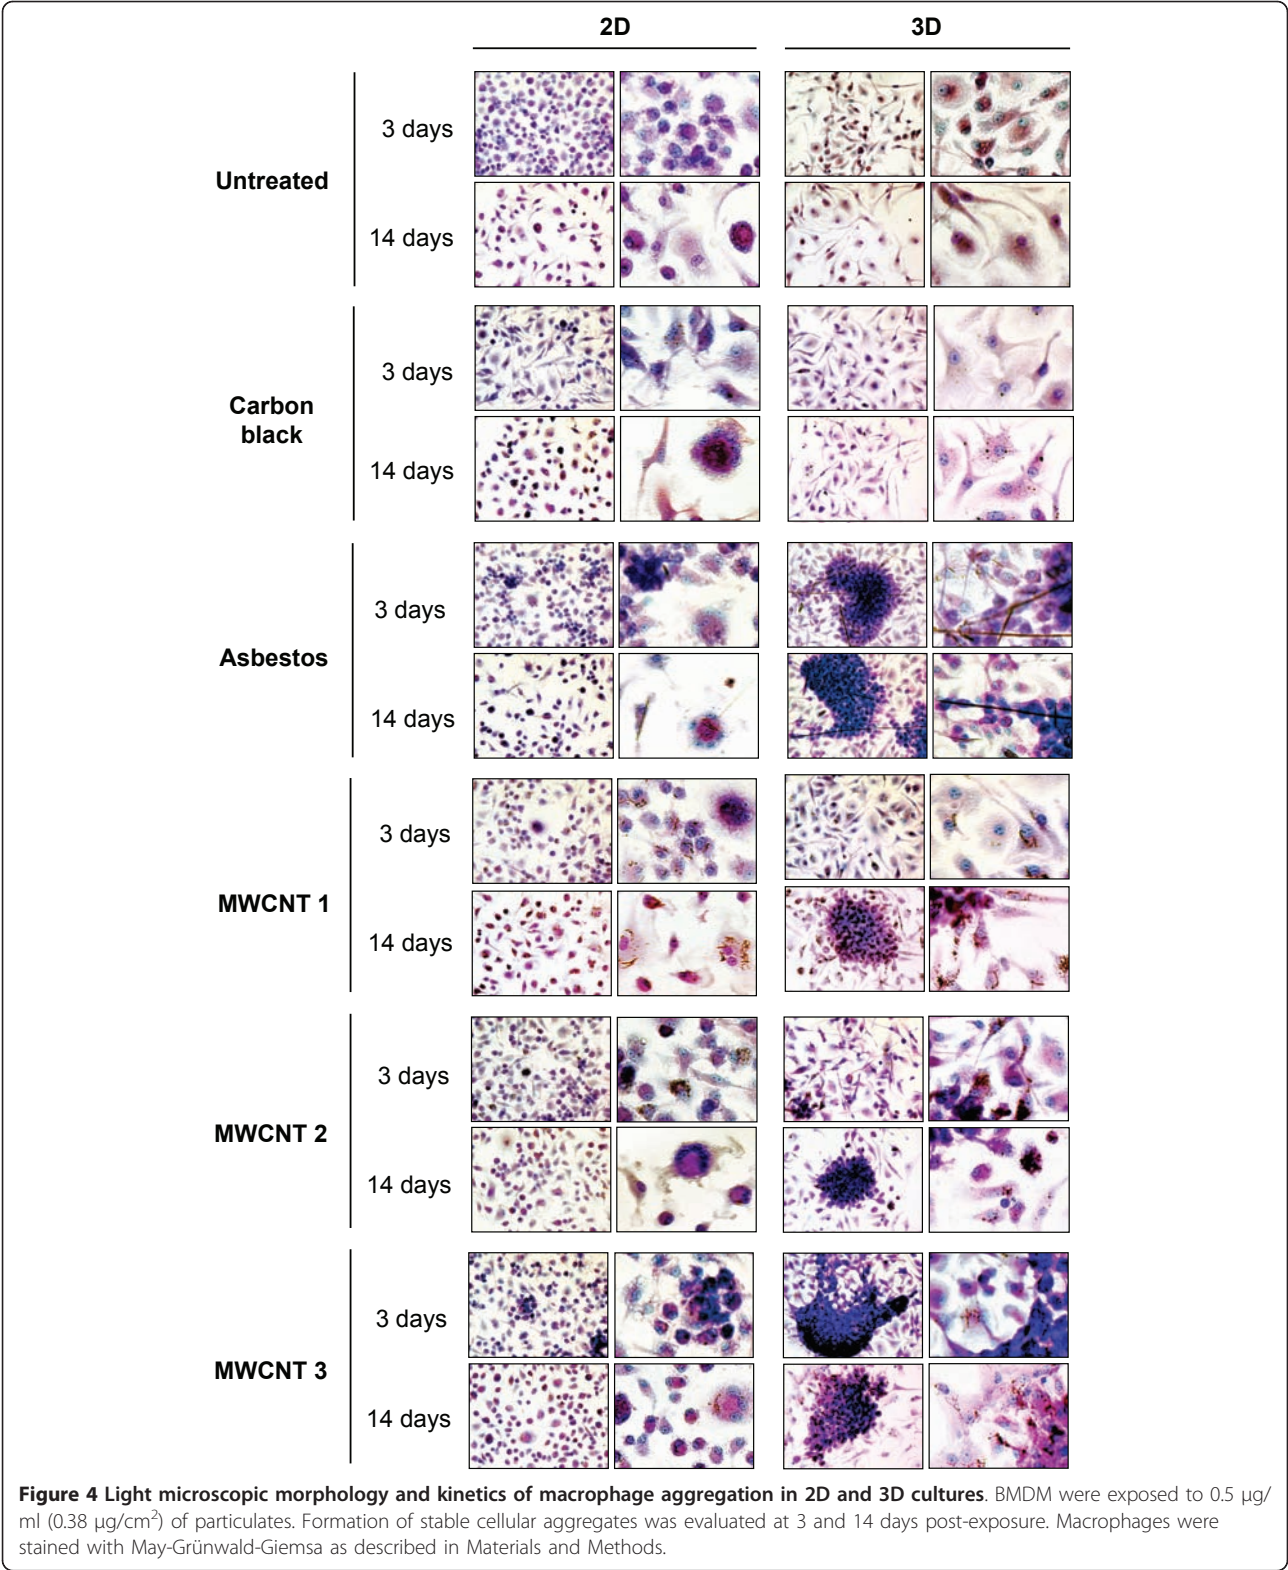 2D 3D
Untreated
3 days
14 days
Carbon
black
3 days
14 days
Asbestos
3 days
14 days
MWCNT 1
3 days
14 days
MWCNT 2
3 days
14 days
MWCNT 3
3 days
14 days
Figure 4 Light microscopic morphology and kinetics of macrophage aggregation in 2D and 3D cultures. BMDM were exposed to 0.5 μg/
ml (0.38 μg/cm²) of particulates. Formation of stable cellular aggregates was evaluated at 3 and 14 days post-exposure. Macrophages were
stained with May-Grünwald-Giemsa as described in Materials and Methods.